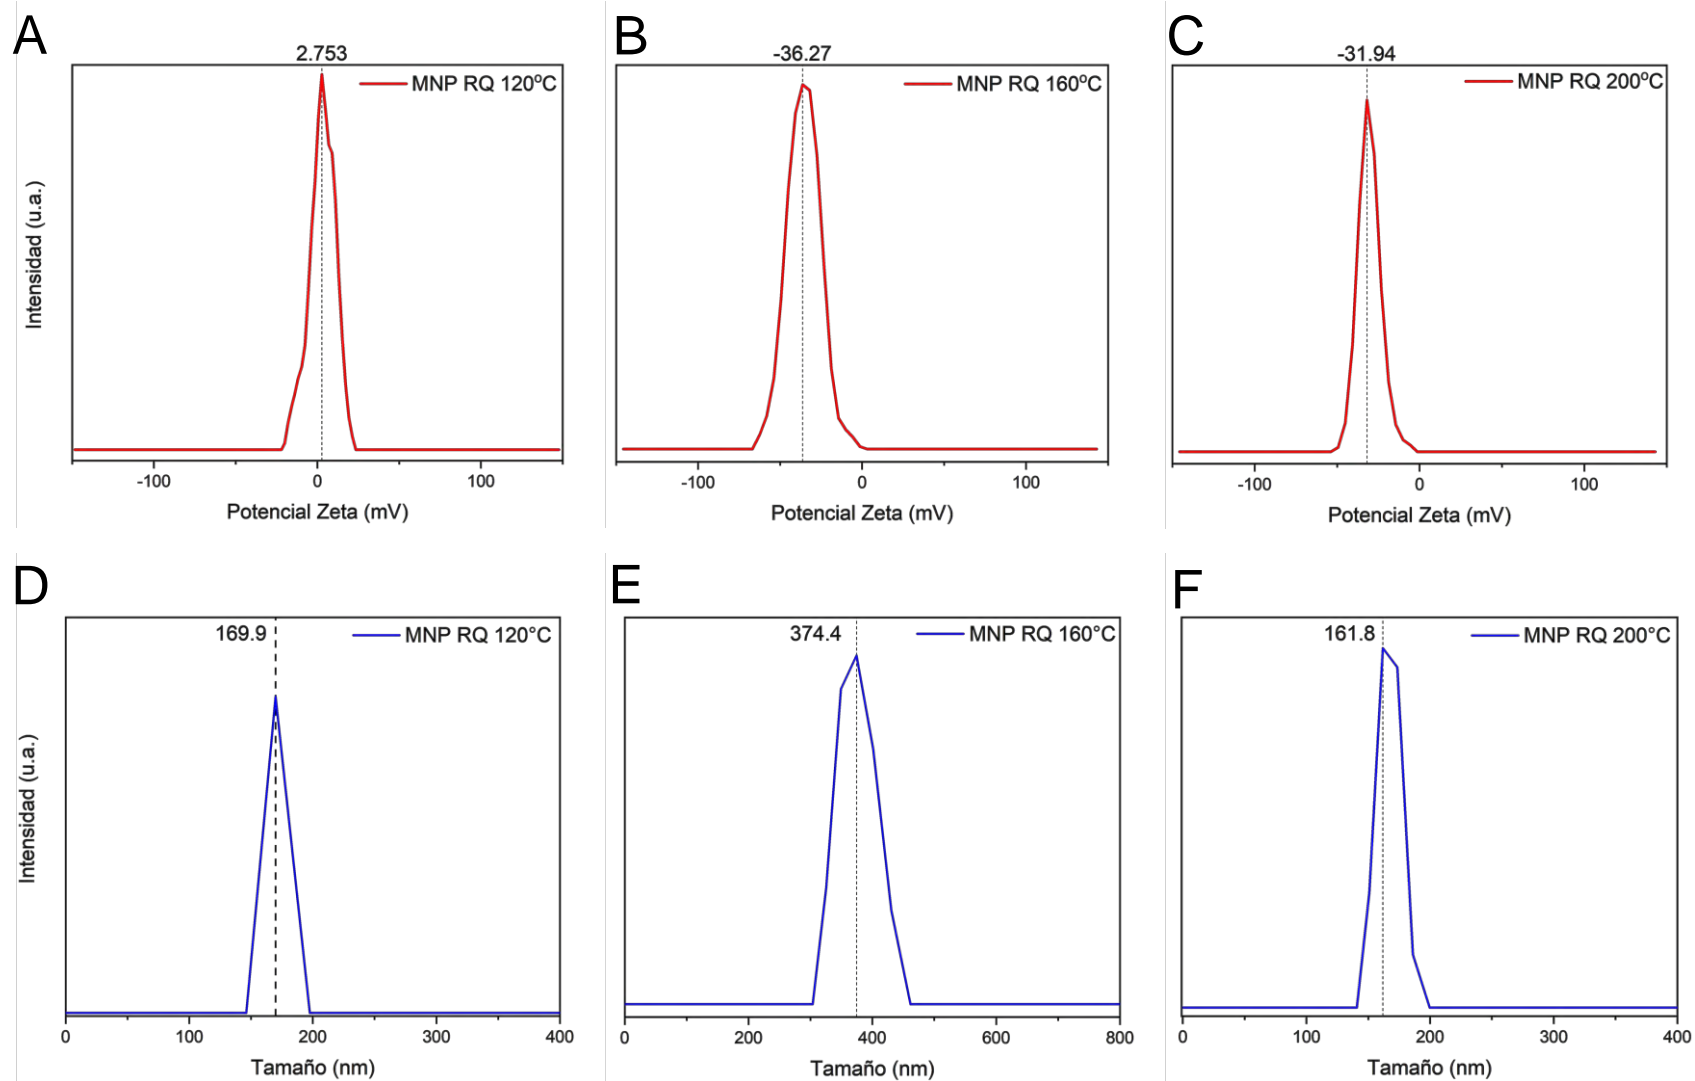 A
2.753
MNP RQ 120ºC
Intensidad (u.a.)
-100
0
100
Potencial Zeta (mV)
B
-36.27
MNP RQ 160ºC
-100
0
100
Potencial Zeta (mV)
C
-31.94
MNP RQ 200ºC
-100
0
100
Potencial Zeta (mV)
D
169.9
MNP RQ 120°C
Intensidad (u.a.)
0
100
200
300
400
Tamaño (nm)
E
374.4
MNP RQ 160°C
0
200
400
600
800
Tamaño (nm)
F
161.8
MNP RQ 200°C
0
100
200
300
400
Tamaño (nm)